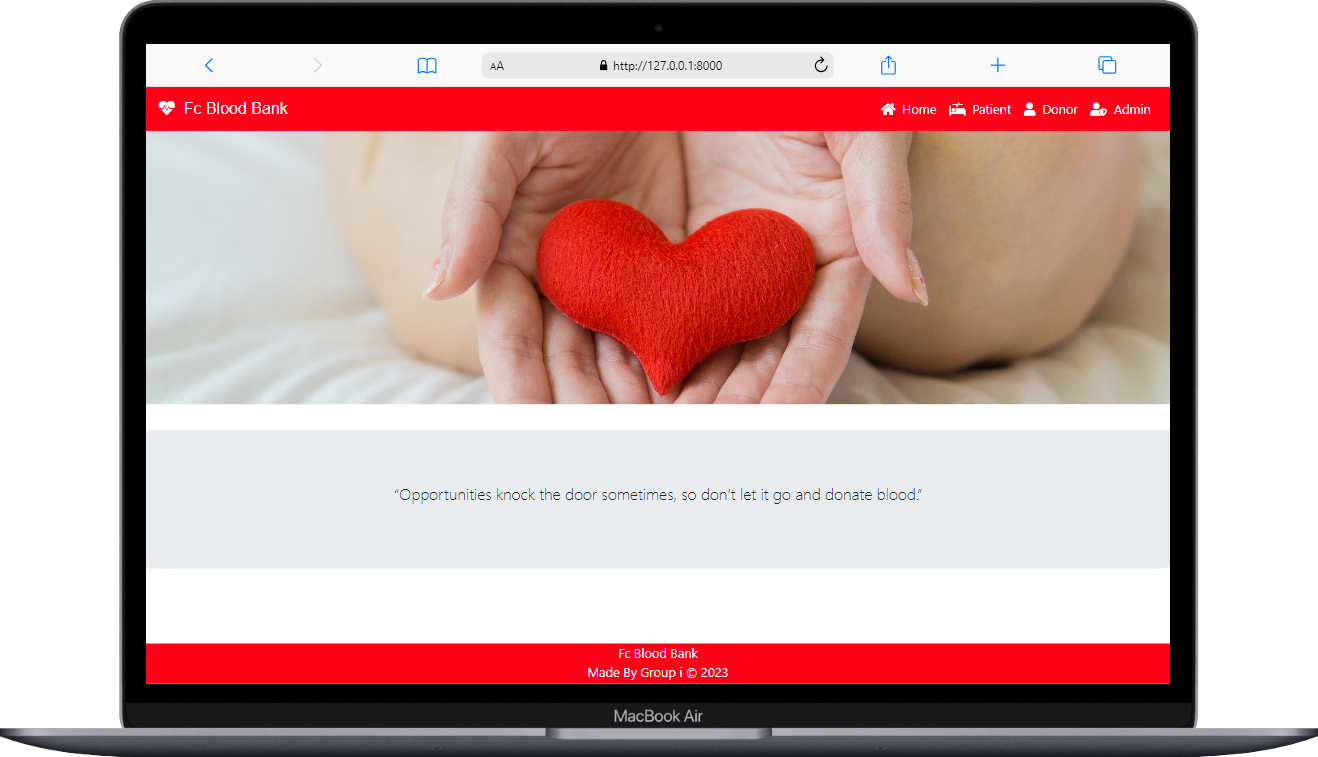 AA
http://127.0.0.1:8000
Fc Blood Bank
Home
Patient
Donor
Admin
“Opportunities knock the door sometimes, so don’t let it go and donate blood.”
Fc Blood Bank
Made By Group i © 2023
MacBook Air